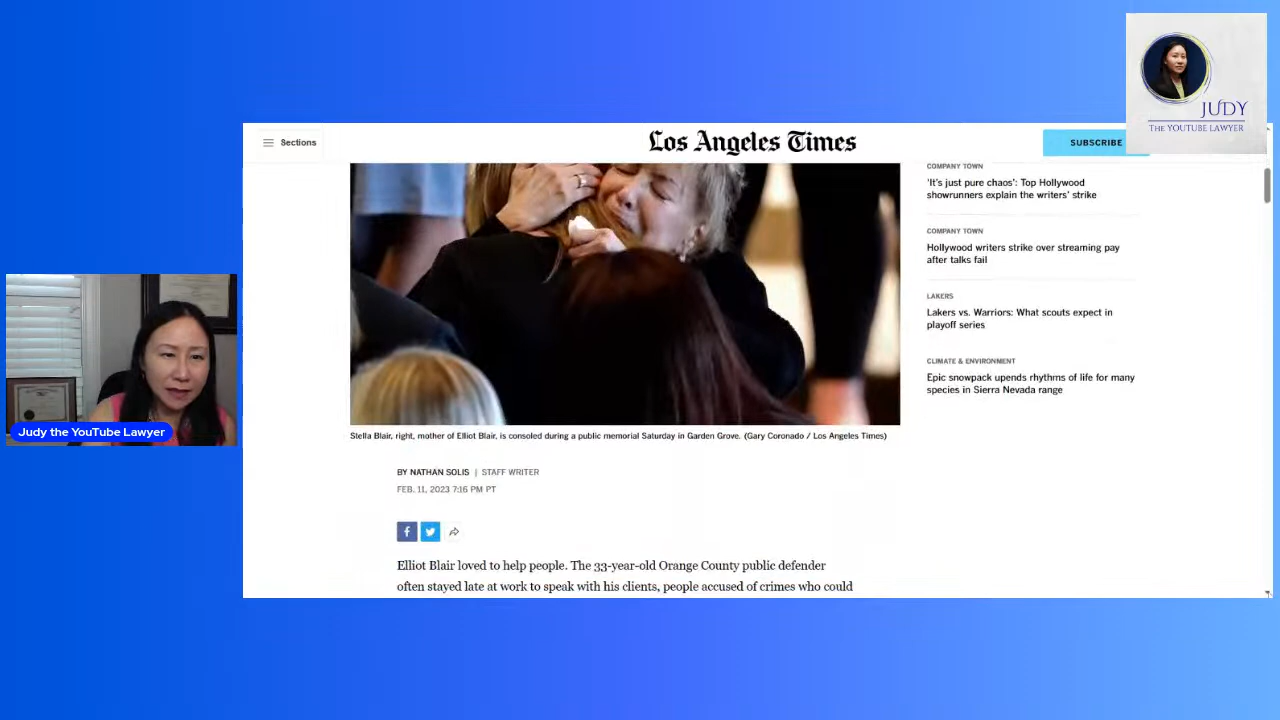 JUDY
THE YOUTUBE LAWYER
Sections
Los Angeles Times
SUBSCRIBE
COMPANY TOWN
'It's just pure chaos': Top Hollywood
showrunners explain the writers' strike
COMPANY TOWN
Hollywood writers strike over streaming pay
after talks fail
LAKERS
Lakers vs. Warriors: What scouts expect in
playoff series
CLIMATE & ENVIRONMENT
Epic snowpack upends rhythms of life for many
species in Sierra Nevada range
Stella Blair, right, mother of Elliot Blair, is consoled during a public memorial Saturday in Garden Grove. (Gary Coronado / Los Angeles Times)
BY NATHAN SOLIS | STAFF WRITER
FEB. 11, 2023 7:16 PM PT
Elliot Blair loved to help people. The 33-year-old Orange County public defender
often stayed late at work to speak with his clients, people accused of crimes who could
Judy the YouTube Lawyer